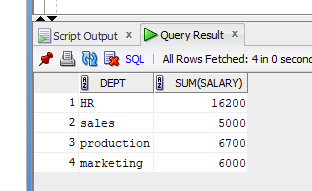 Script Output x Query Result x
SQL | All Rows Fetched: 4 in 0 secon
DEPT SUM(SALARY)
1 HR 16200
2 sales 5000
3 production 6700
4 marketing 6000